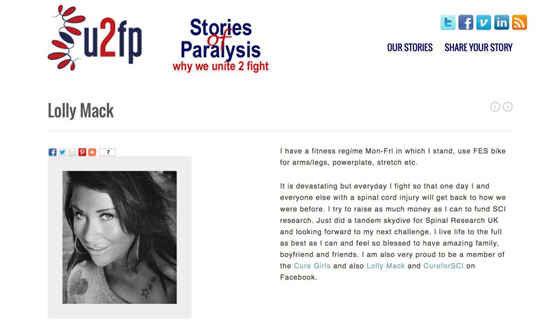 u2fp
Stories
of
Paralysis
why we unite 2 fight
OUR STORIES SHARE YOUR STORY
Lolly Mack
7
I have a fitness regime Mon-Fri in which I stand, use FES bike
for arms/legs, powerplate, stretch etc.
It is devastating but everyday I fight so that one day I and
everyone else with a spinal cord injury will get back to how we
were before. I try to raise as much money as I can to fund SCI
research. Just did a tandem skydive for Spinal Research UK
and looking forward to my next challenge. I live life to the full
as best as I can and feel so blessed to have amazing family,
boyfriend and friends. I am also very proud to be a member of
the Cure Girls and also Lolly Mack and CureforSCI on
Facebook.